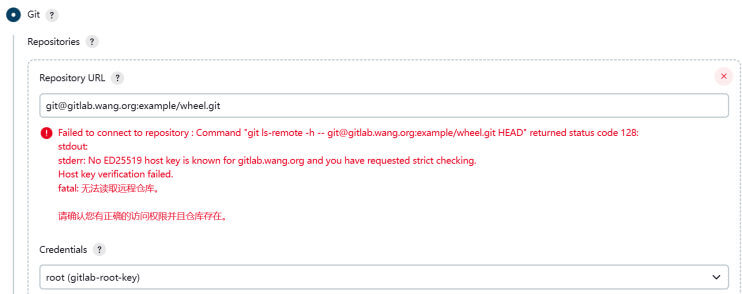 Git ?
Repositories ?
Repository URL ?
git@gitlab.wang.org:example/wheel.git
Failed to connect to repository : Command "git ls-remote -h -- git@gitlab.wang.org:example/wheel.git HEAD" returned status code 128:
stdout:
stderr: No ED25519 host key is known for gitlab.wang.org and you have requested strict checking.
Host key verification failed.
fatal: 无法读取远程仓库。
请确认您有正确的访问权限并且仓库存在。
Credentials ?
root (gitlab-root-key)